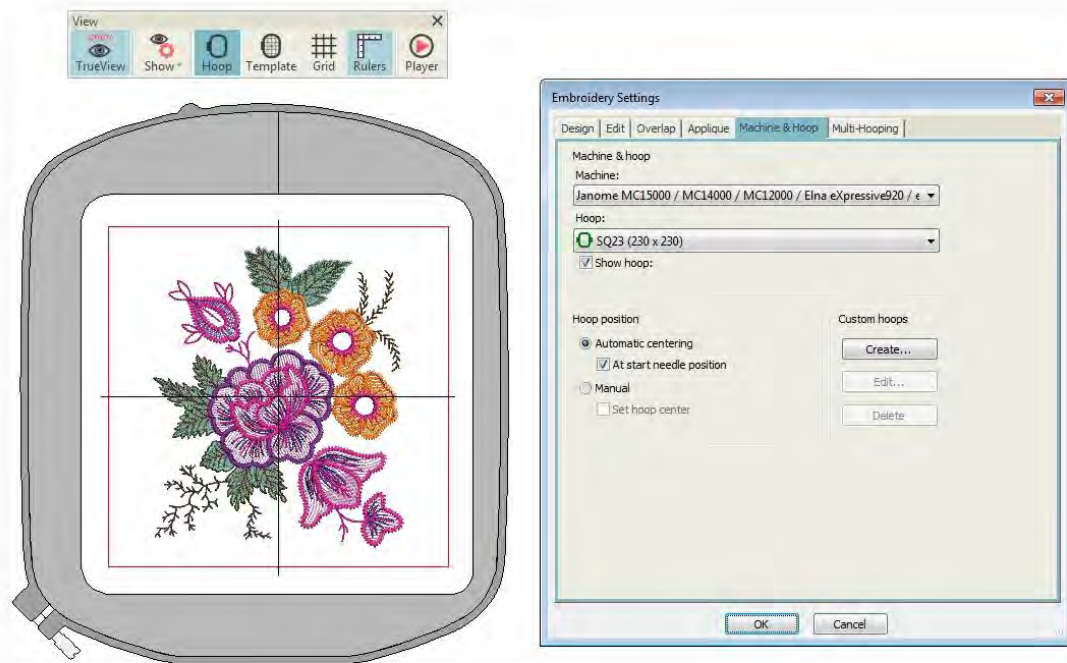 View
TrueView Show Hoop Template Grid Rulers Player
Embroidery Settings
Design Edit Overlap Applique Machine & Hoop Multi-Hooping
Machine & hoop
Machine:
Janome MC15000 / MC14000 / MC12000 / Elna eXpressive920 / e
Hoop:
SQ23 (230 x 230)
Show hoop:
Hoop position
Automatic centering
At start needle position
Manual
Set hoop center
Custom hoops
Create...
Edit...
Delete
OK Cancel